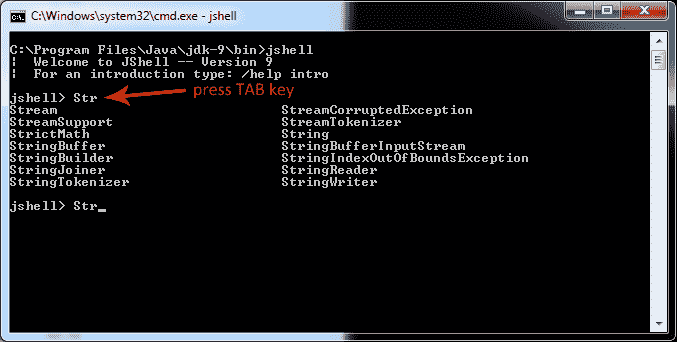 C:\Windows\system32\cmd.exe - jshell
C:\Program Files\Java\jdk-9\bin>jshell
|  Welcome to JShell -- Version 9
|  For an introduction type: /help intro
jshell> Str
press TAB key
Stream StreamCorruptedException
StreamSupport StreamTokenizer
StrictMath String
StringBuffer StringBufferInputStream
StringBuilder StringIndexOutOfBoundsException
StringJoiner StringReader
StringTokenizer StringWriter
jshell> Str_